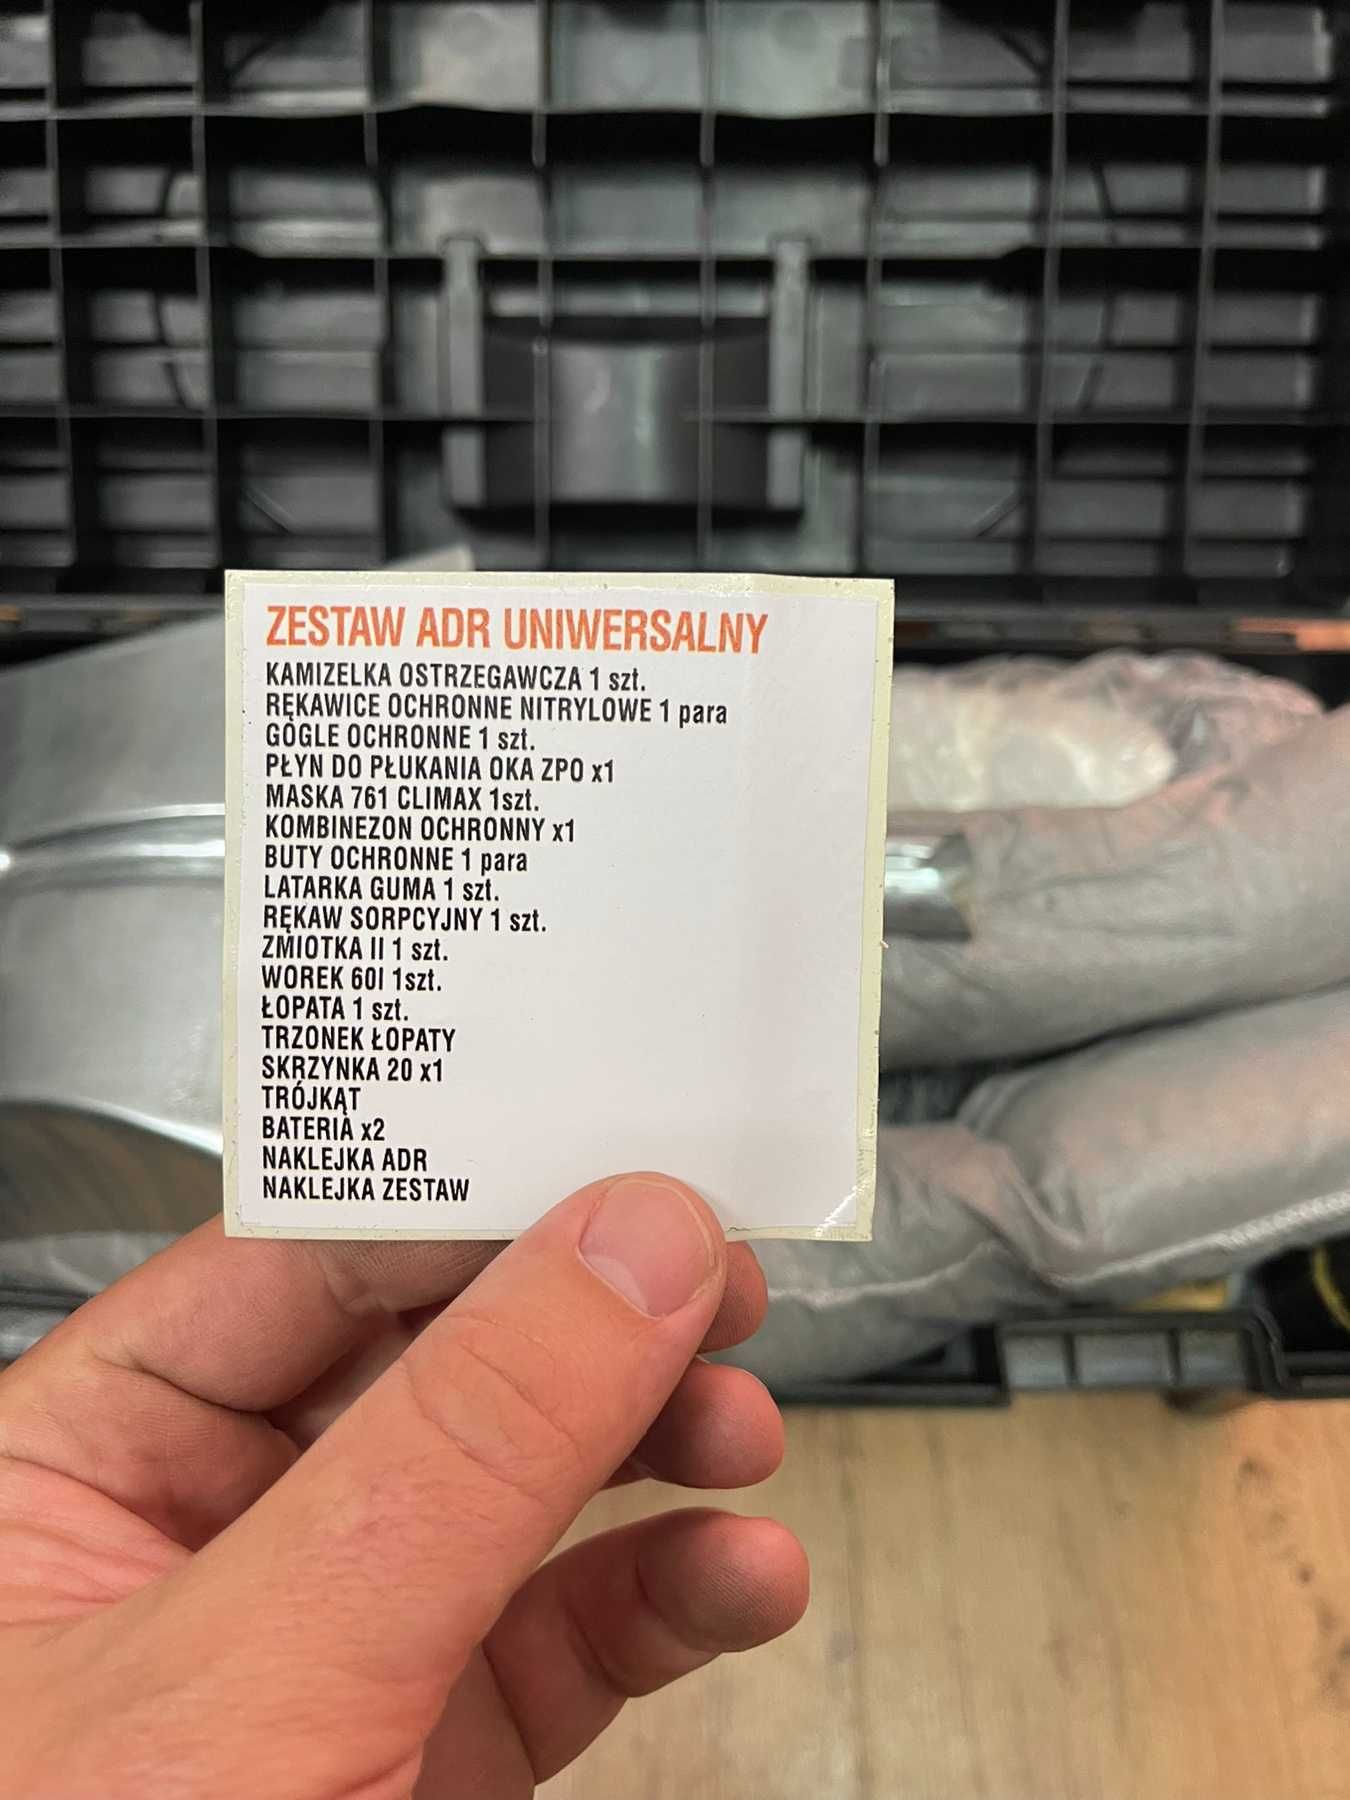 ZESTAW ADR UNIWERSALNY
KAMIZELKA OSTRZEGAWCZA 1 szt.
RĘKAWICE OCHRONNE NITRYLOWE 1 para
GOGLE OCHRONNE 1 szt.
PŁYN DO PŁUKANIA OKA ZPO x1
MASKA 761 CLIMAX 1szt.
KOMBINEZON OCHRONNY x1
BUTY OCHRONNE 1 para
LATARKA GUMA 1 szt.
RĘKAW SORPCYJNY 1 szt.
ZMIOTKA II 1 szt.
WOREK 60l 1szt.
ŁOPATA 1 szt.
TRZONEK ŁOPATY
SKRZYNKA 20 x1
TRÓJKĄT
BATERIA x2
NAKLEJKA ADR
NAKLEJKA ZESTAW